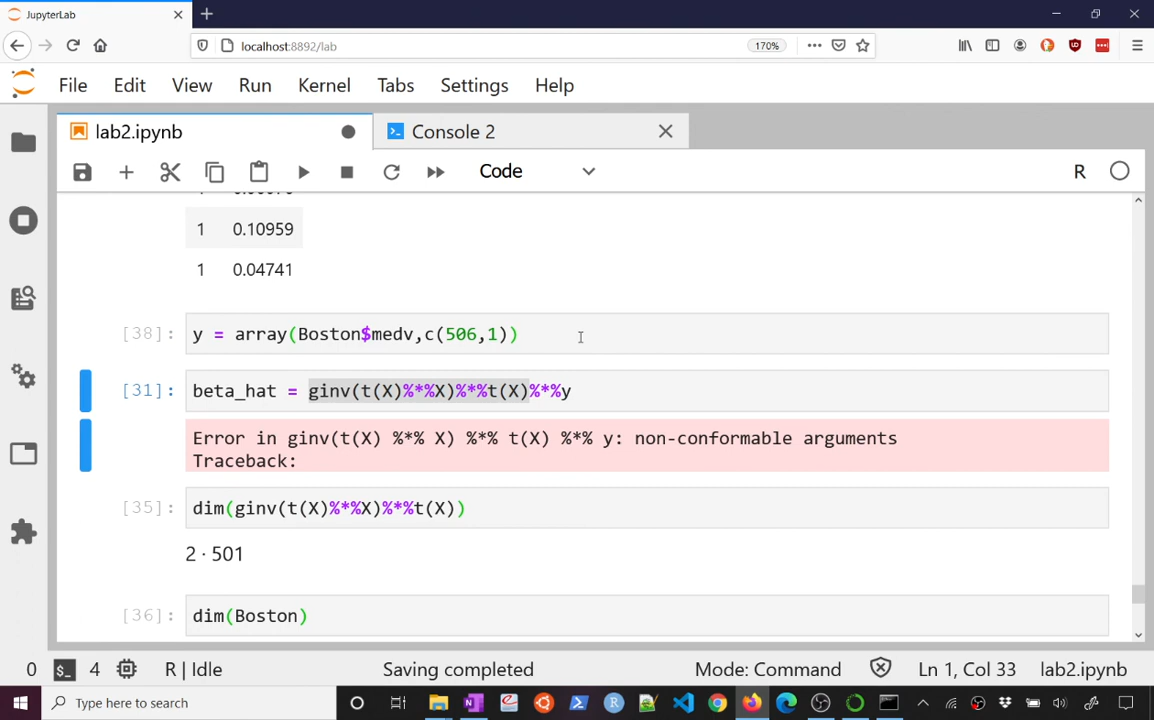 JupyterLab
localhost:8892/lab
170%
File Edit View Run Kernel Tabs Settings Help
lab2.ipynb
Console 2
Code
R
1 0.10959
1 0.04741
[38]: y = array(Boston$medv,c(506,1))
[31]: beta_hat = ginv(t(X)%*%X)%*%t(X)%*%y
Error in ginv(t(X) %*% X) %*% t(X) %*% y: non-conformable arguments
Traceback:
[35]: dim(ginv(t(X)%*%X)%*%t(X))
2 · 501
[36]: dim(Boston)
0 4 R | Idle Saving completed Mode: Command Ln 1, Col 33 lab2.ipynb
Type here to search